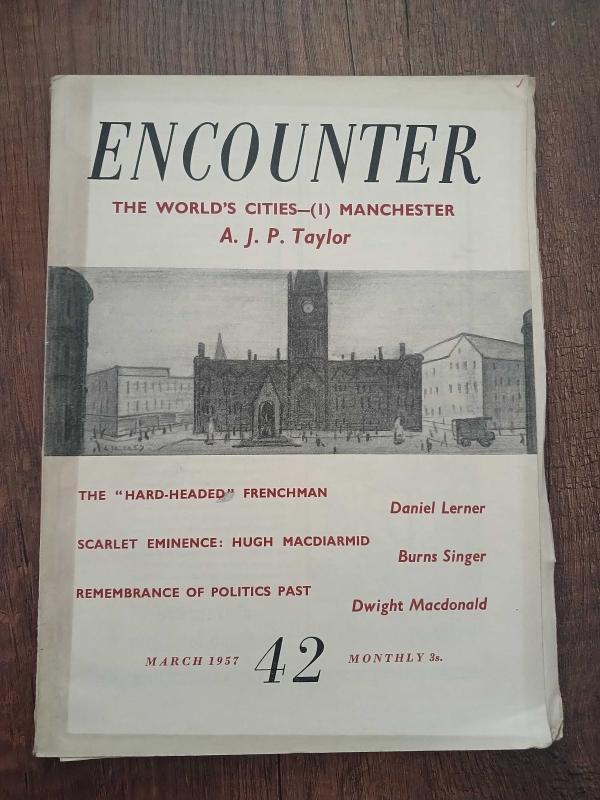 ENCOUNTER
THE WORLD'S CITIES—(I) MANCHESTER
A. J. P. Taylor
THE "HARD-HEADED" FRENCHMAN
Daniel Lerner
SCARLET EMINENCE: HUGH MACDIARMID
Burns Singer
REMEMBRANCE OF POLITICS PAST
Dwight Macdonald
MARCH 1957 42 MONTHLY 3s.